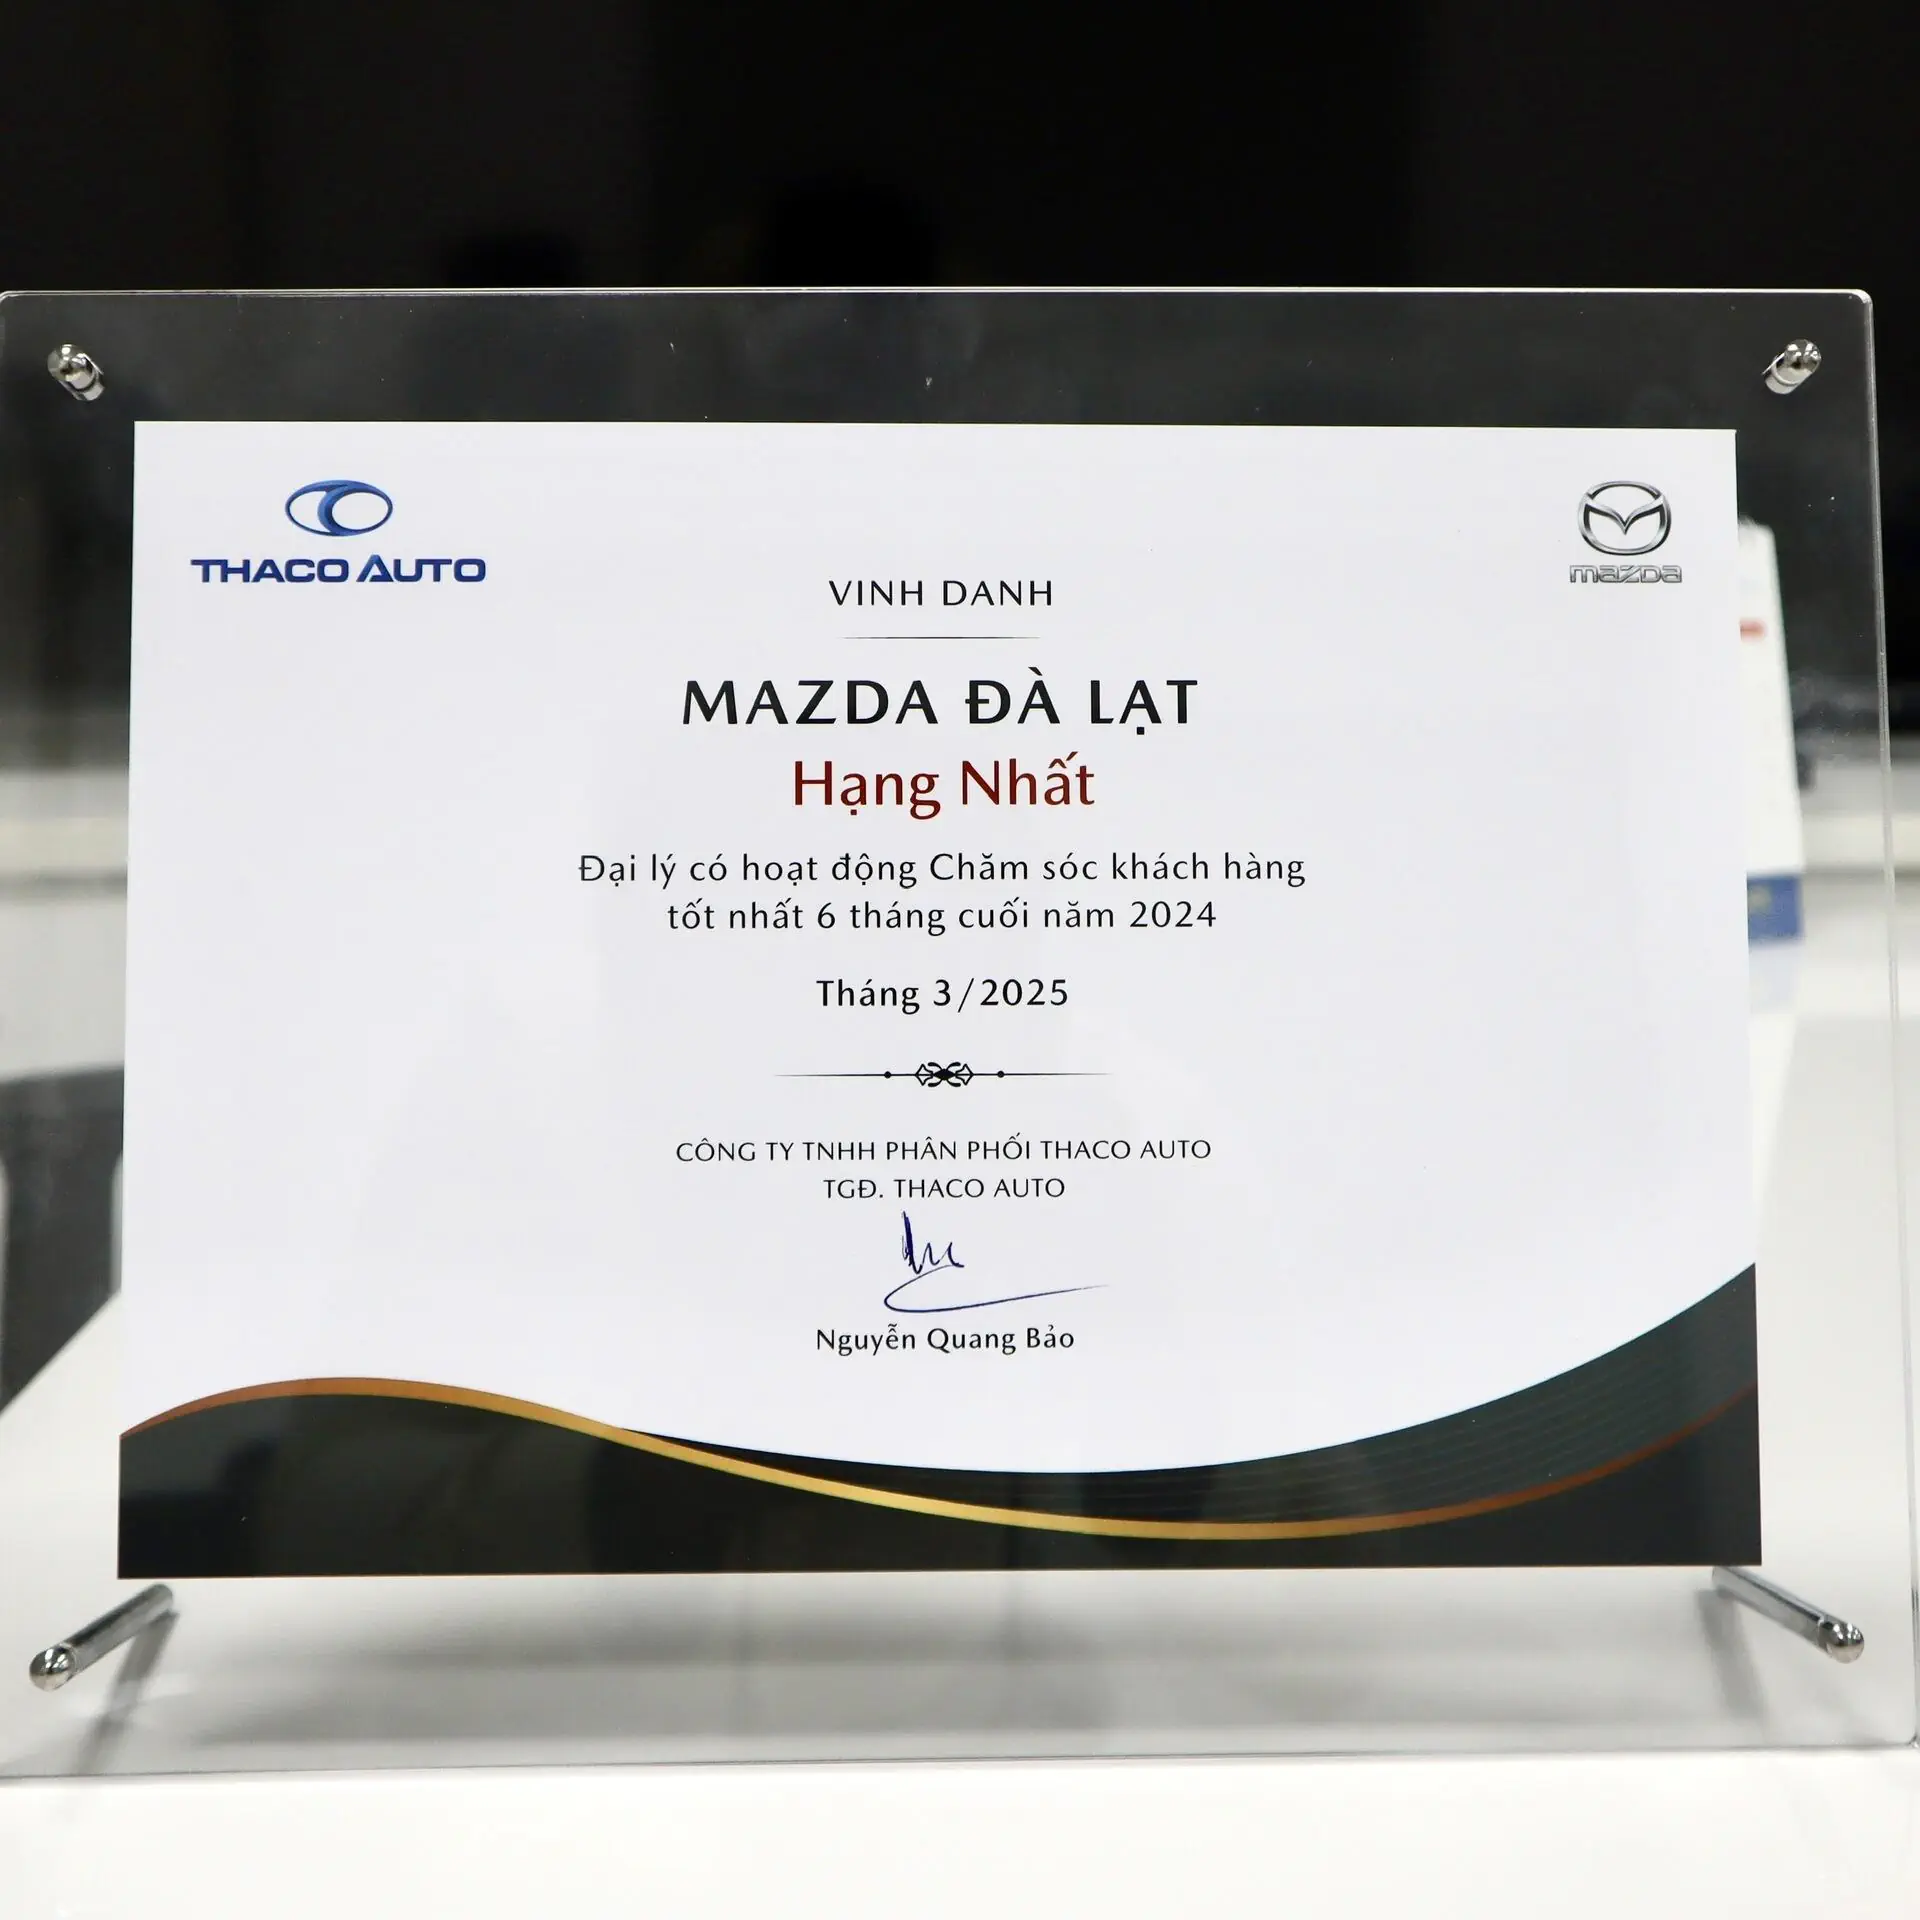 THACO AUTO
mazda
VINH DANH
MAZDA ĐÀ LẠT
Hạng Nhất
Đại lý có hoạt động Chăm sóc khách hàng
tốt nhất 6 tháng cuối năm 2024
Tháng 3/2025
CÔNG TY TNHH PHÂN PHỐI THACO AUTO
TGĐ. THACO AUTO
Nguyễn Quang Bảo